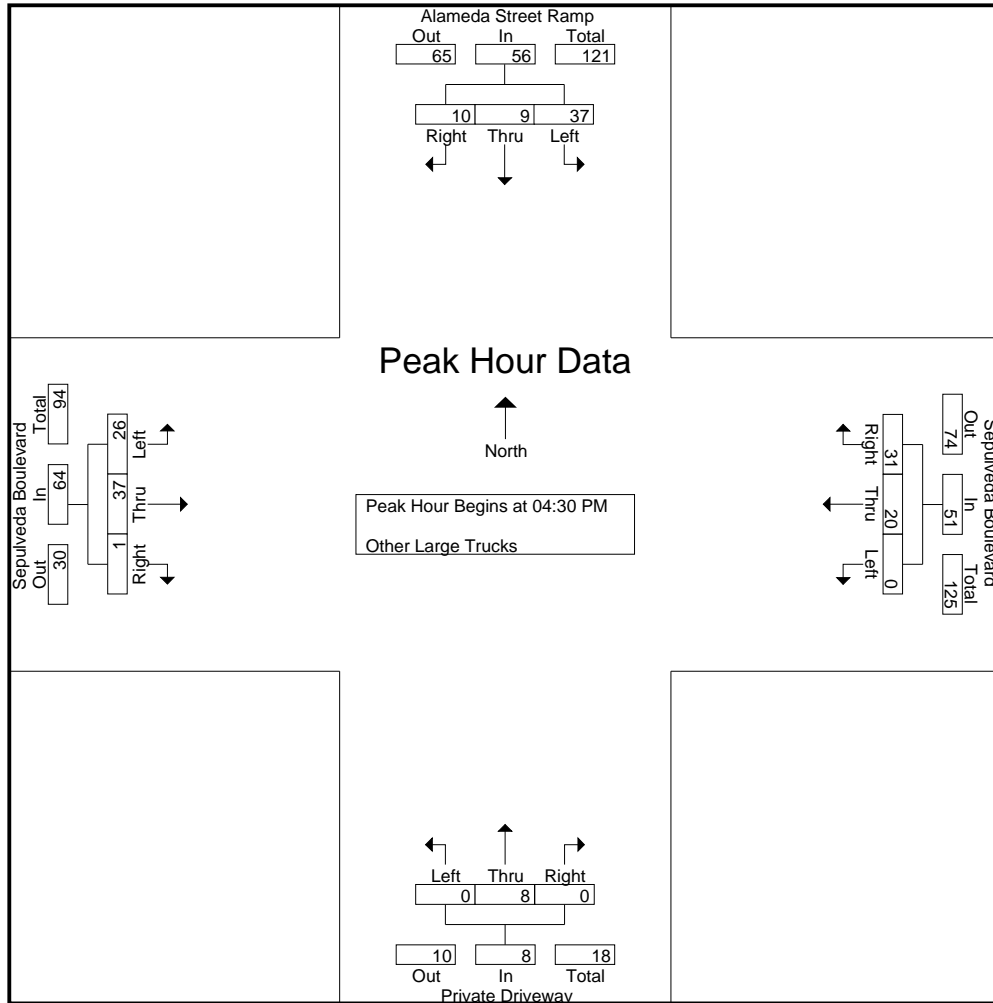 Alameda Street Ramp
Out In Total
65 56 121
10 9 37
Right Thru Left
Peak Hour Data
North
Peak Hour Begins at 04:30 PM
Other Large Trucks
Sepulveda Boulevard
Total In Out
94 64 30
26 37 1
Left Thru Right
Sepulveda Boulevard
Out In Total
74 51 125
31 20 0
Right Thru Left
Left Thru Right
0 8 0
10 8 18
Out In Total
Private Driveway